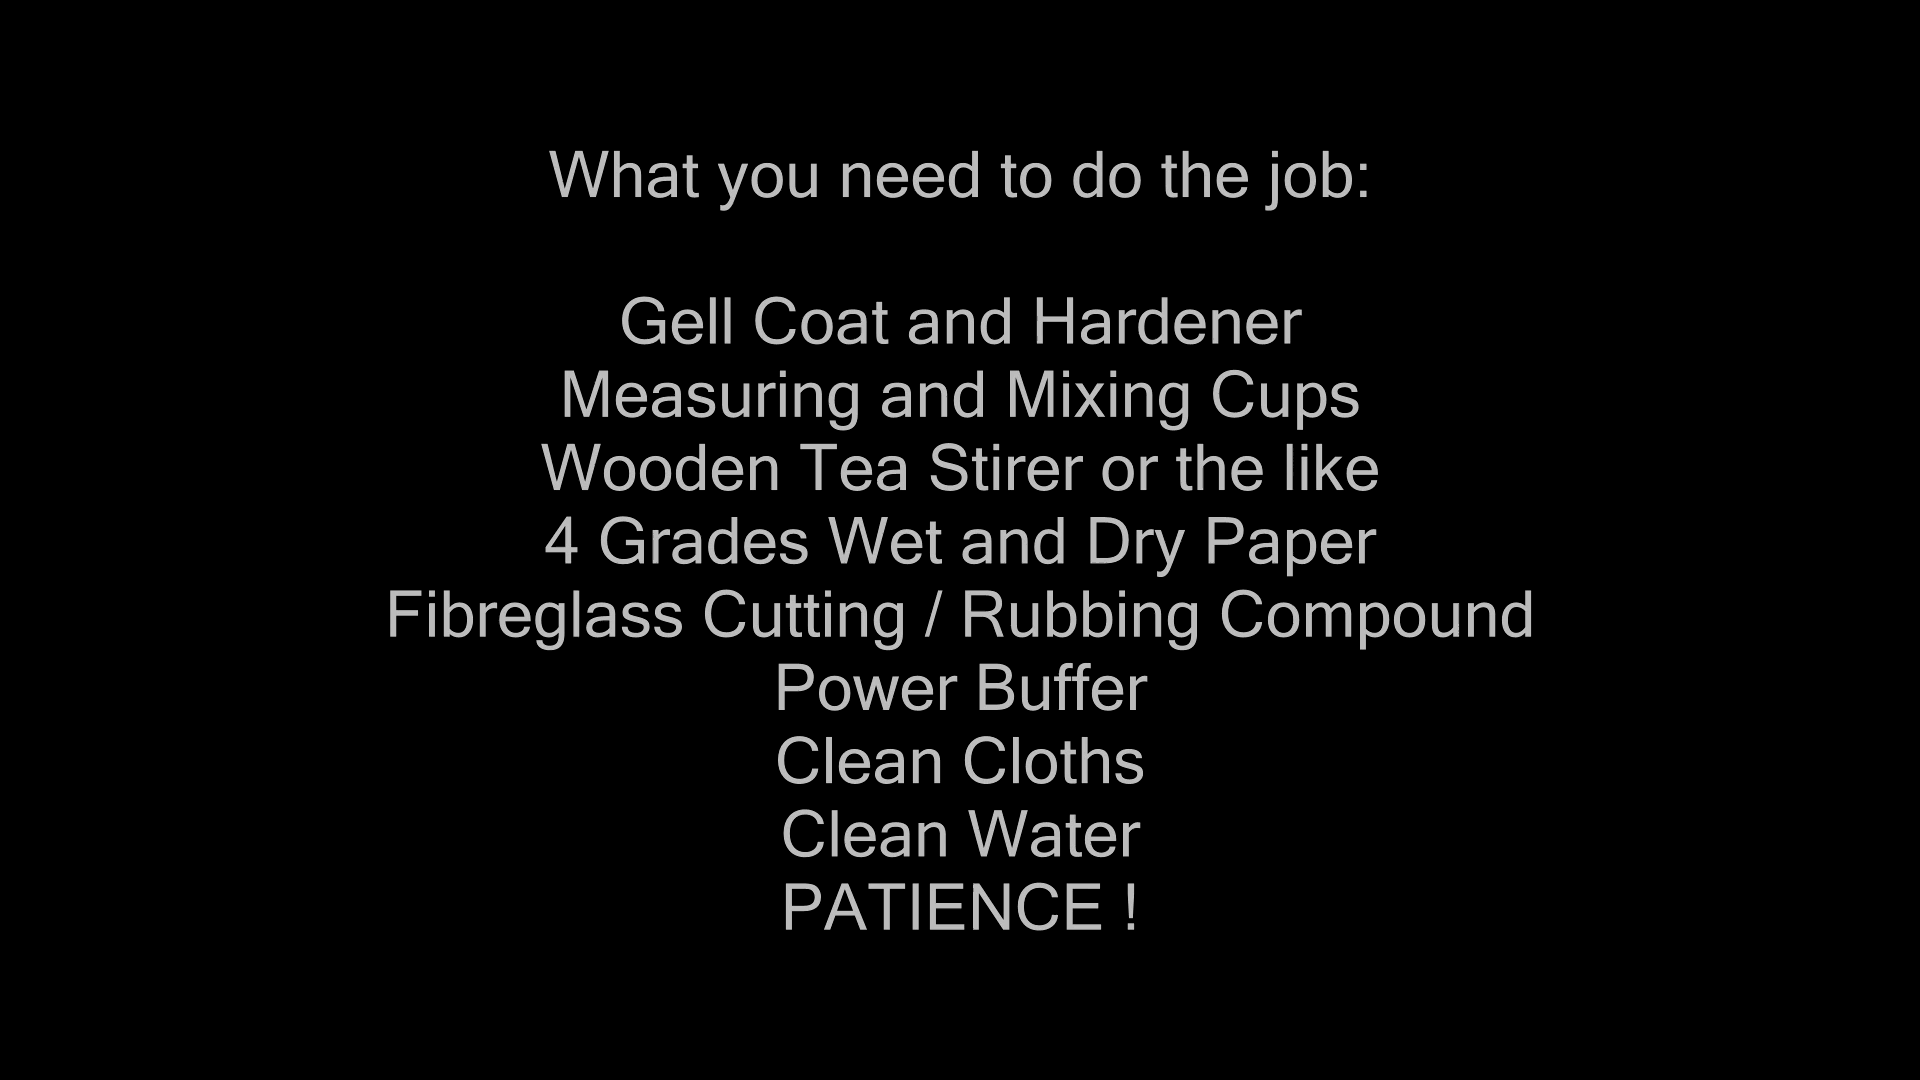 What you need to do the job:
Gell Coat and Hardener
Measuring and Mixing Cups
Wooden Tea Stirer or the like
4 Grades Wet and Dry Paper
Fibreglass Cutting / Rubbing Compound
Power Buffer
Clean Cloths
Clean Water
PATIENCE !